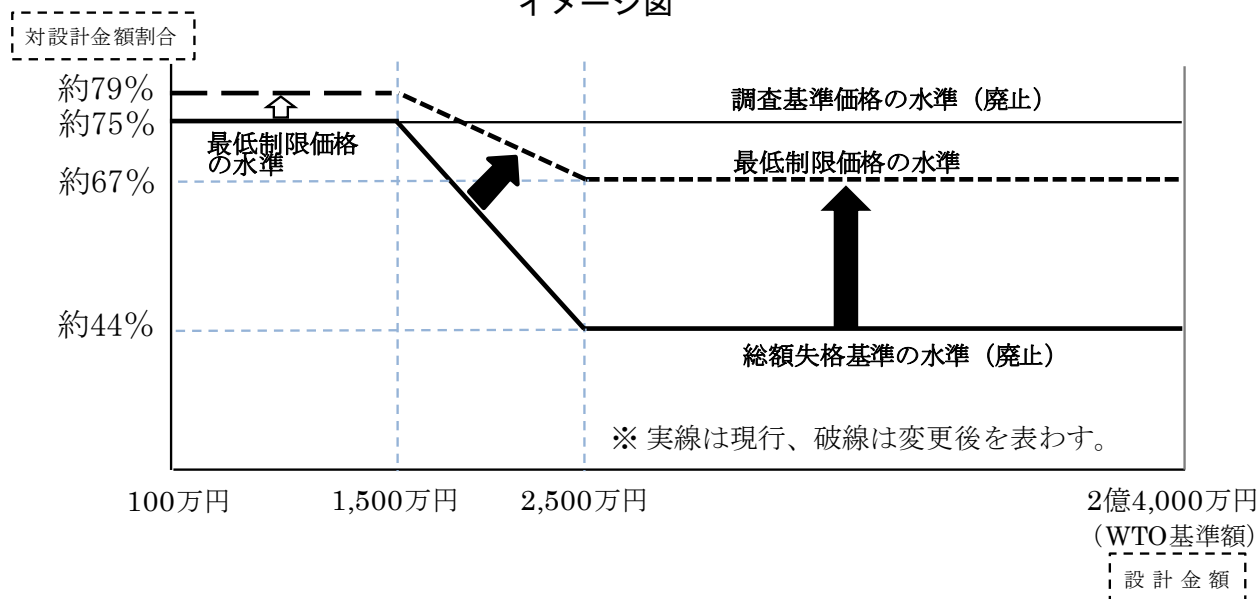 イメージ図
対設計金額割合
約79%
約75%
約67%
約44%
調査基準価格の水準（廃止）
最低制限価格
の水準
最低制限価格の水準
総額失格基準の水準（廃止）
※ 実線は現行、破線は変更後を表わす。
100万円
1,500万円
2,500万円
2億4,000万円
（WTO基準額）
設計金額